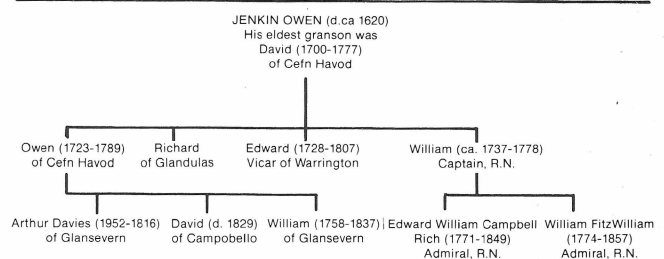 JENKIN OWEN (d.ca 1620)
His eldest granson was
David (1700-1777)
of Cefn Havod
Owen (1723-1789)
of Cefn Havod
Richard
of Glandulas
Edward (1728-1807)
Vicar of Warrington
William (ca. 1737-1778)
Captain, R.N.
Arthur Davies (1952-1816)
of Glansevern
David (d. 1829)
of Campobello
William (1758-1837)
of Glansevern
Edward William Campbell
Rich (1771-1849)
Admiral, R.N.
William FitzWilliam
(1774-1857)
Admiral, R.N.